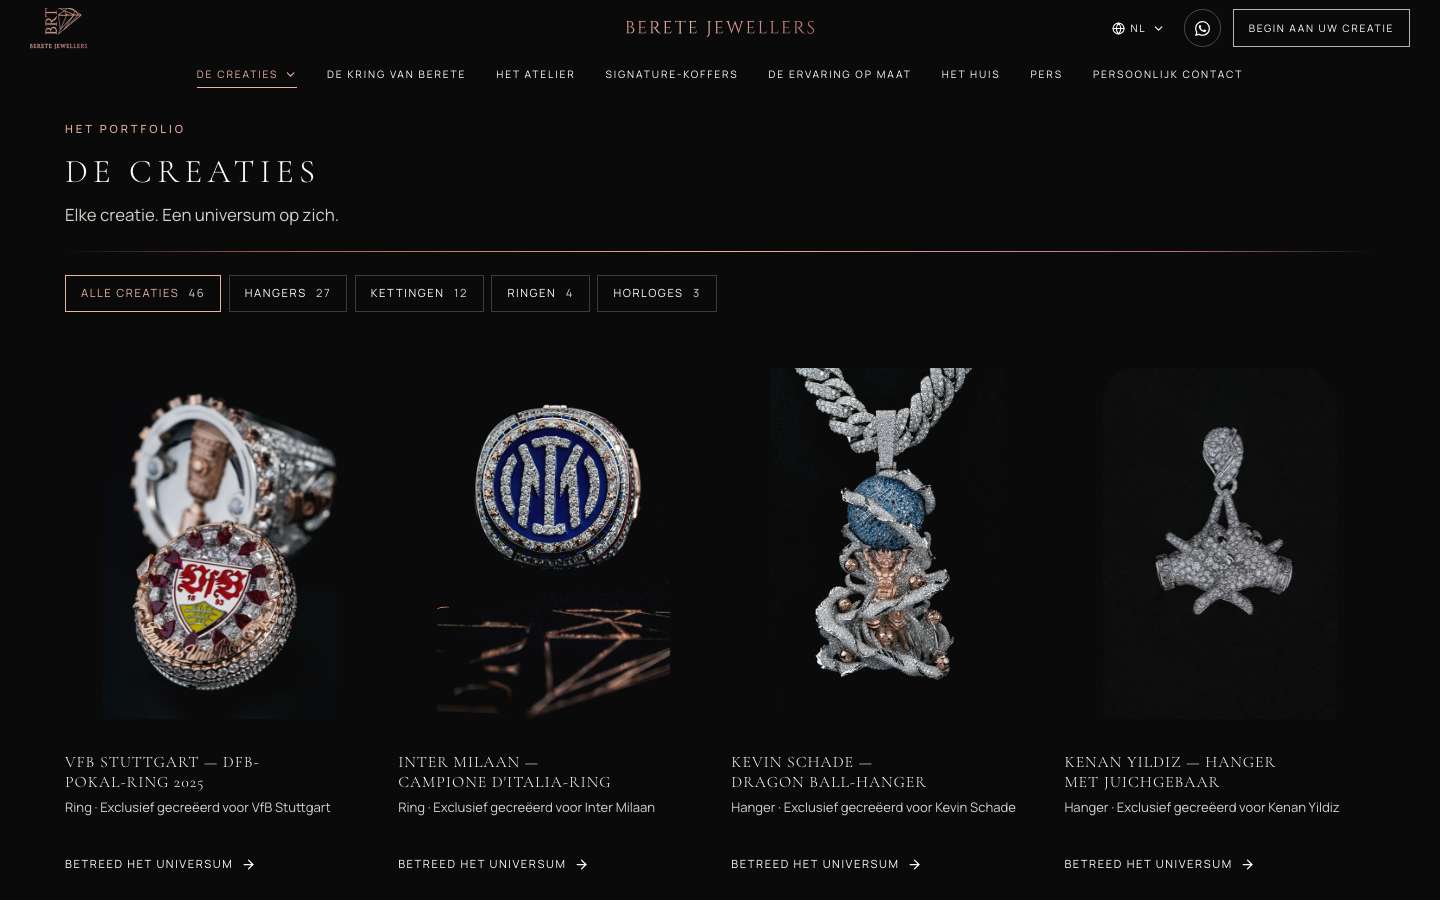 BRT
BERETE JEWELLERS
BERETE JEWELLERS
NL
BEGIN AAN UW CREATIE
DE CREATIES
DE KRING VAN BERETE
HET ATELIER
SIGNATURE-KOFFERS
DE ERVARING OP MAAT
HET HUIS
PERS
PERSOONLIJK CONTACT
HET PORTFOLIO
DE CREATIES
Elke creatie. Een universum op zich.
ALLE CREATIES 46
HANGERS 27
KETTINGEN 12
RINGEN 4
HORLOGES 3
VfB
18 93
IM
VFB STUTTGART — DFB-
POKAL-RING 2025
Ring · Exclusief gecreëerd voor VfB Stuttgart
BETREED HET UNIVERSUM
INTER MILAAN —
CAMPIONE D'ITALIA-RING
Ring · Exclusief gecreëerd voor Inter Milaan
BETREED HET UNIVERSUM
KEVIN SCHADE —
DRAGON BALL-HANGER
Hanger · Exclusief gecreëerd voor Kevin Schade
BETREED HET UNIVERSUM
KENAN YILDIZ — HANGER
MET JUICHGEBAAR
Hanger · Exclusief gecreëerd voor Kenan Yildiz
BETREED HET UNIVERSUM